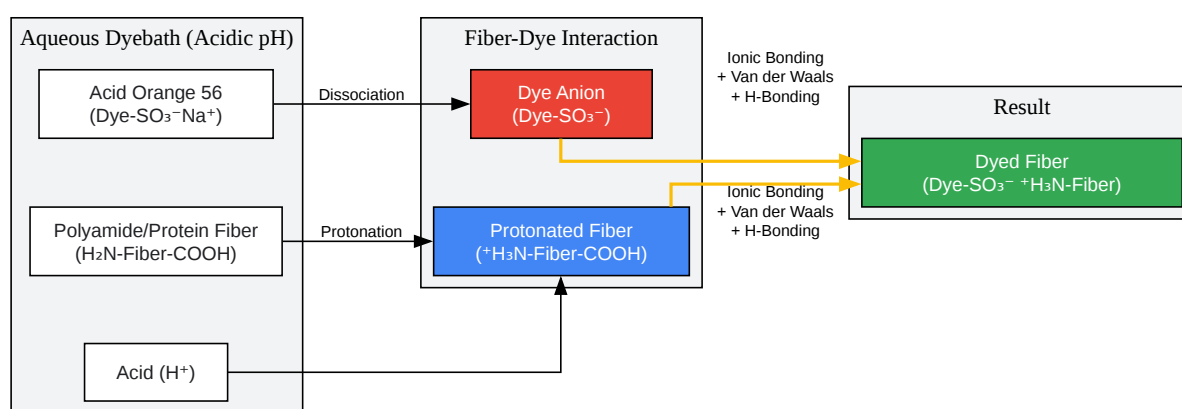 Aqueous Dyebath (Acidic pH)
Acid Orange 56
(Dye-SO₃⁻Na⁺)
Dissociation
Polyamide/Protein Fiber
(H₂N-Fiber-COOH)
Protonation
Acid (H⁺)
Fiber-Dye Interaction
Dye Anion
(Dye-SO₃⁻)
Protonated Fiber
(⁺H₃N-Fiber-COOH)
Ionic Bonding
+ Van der Waals
+ H-Bonding
Ionic Bonding
+ Van der Waals
+ H-Bonding
Result
Dyed Fiber
(Dye-SO₃⁻ ⁺H₃N-Fiber)